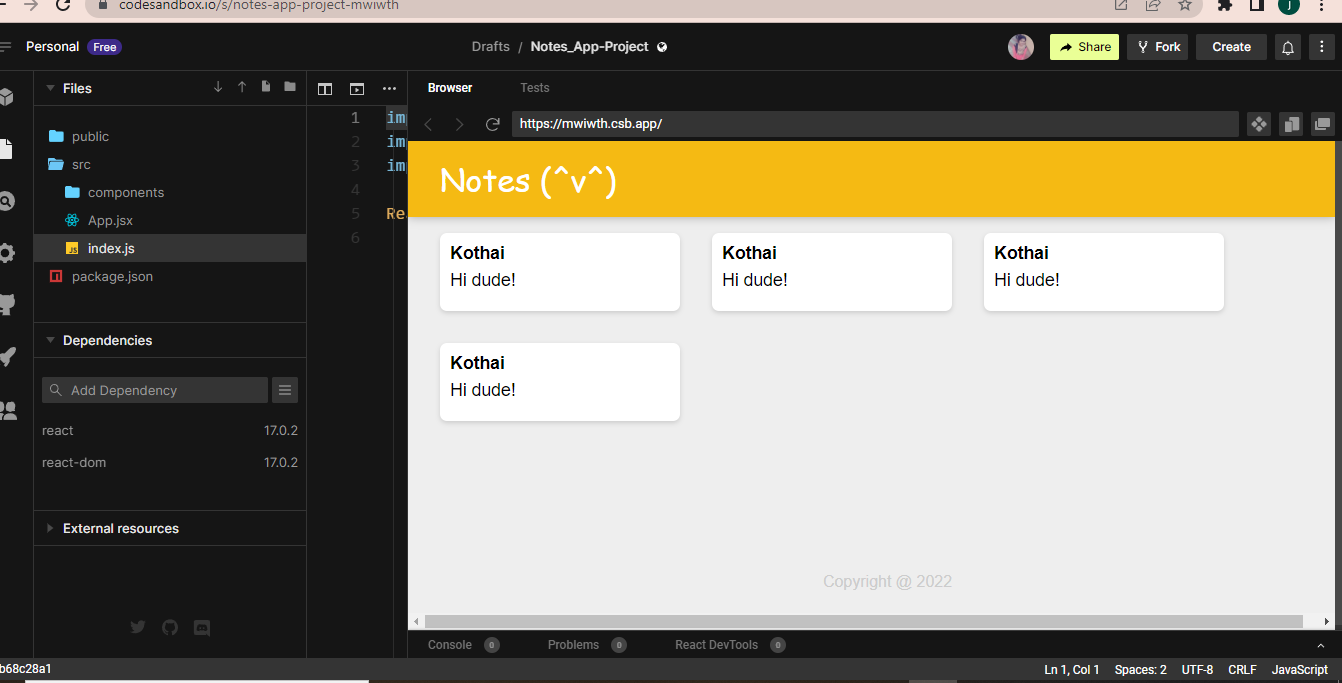 codesandbox.io/s/notes-app-project-mwiwth
Personal Free
Drafts / Notes_App-Project
Share
Fork
Create
J
Files
public
src
components
App.jsx
JS index.js
package.json
Dependencies
Add Dependency
react 17.0.2
react-dom 17.0.2
External resources
1 im
2 im
3 im
4
5 Re
6
Browser Tests
https://mwiwth.csb.app/
Notes (^v^)
Kothai
Hi dude!
Kothai
Hi dude!
Kothai
Hi dude!
Kothai
Hi dude!
Copyright @ 2022
Console 0 Problems 0 React DevTools 0
b68c28a1
Ln 1, Col 1 Spaces: 2 UTF-8 CRLF JavaScript